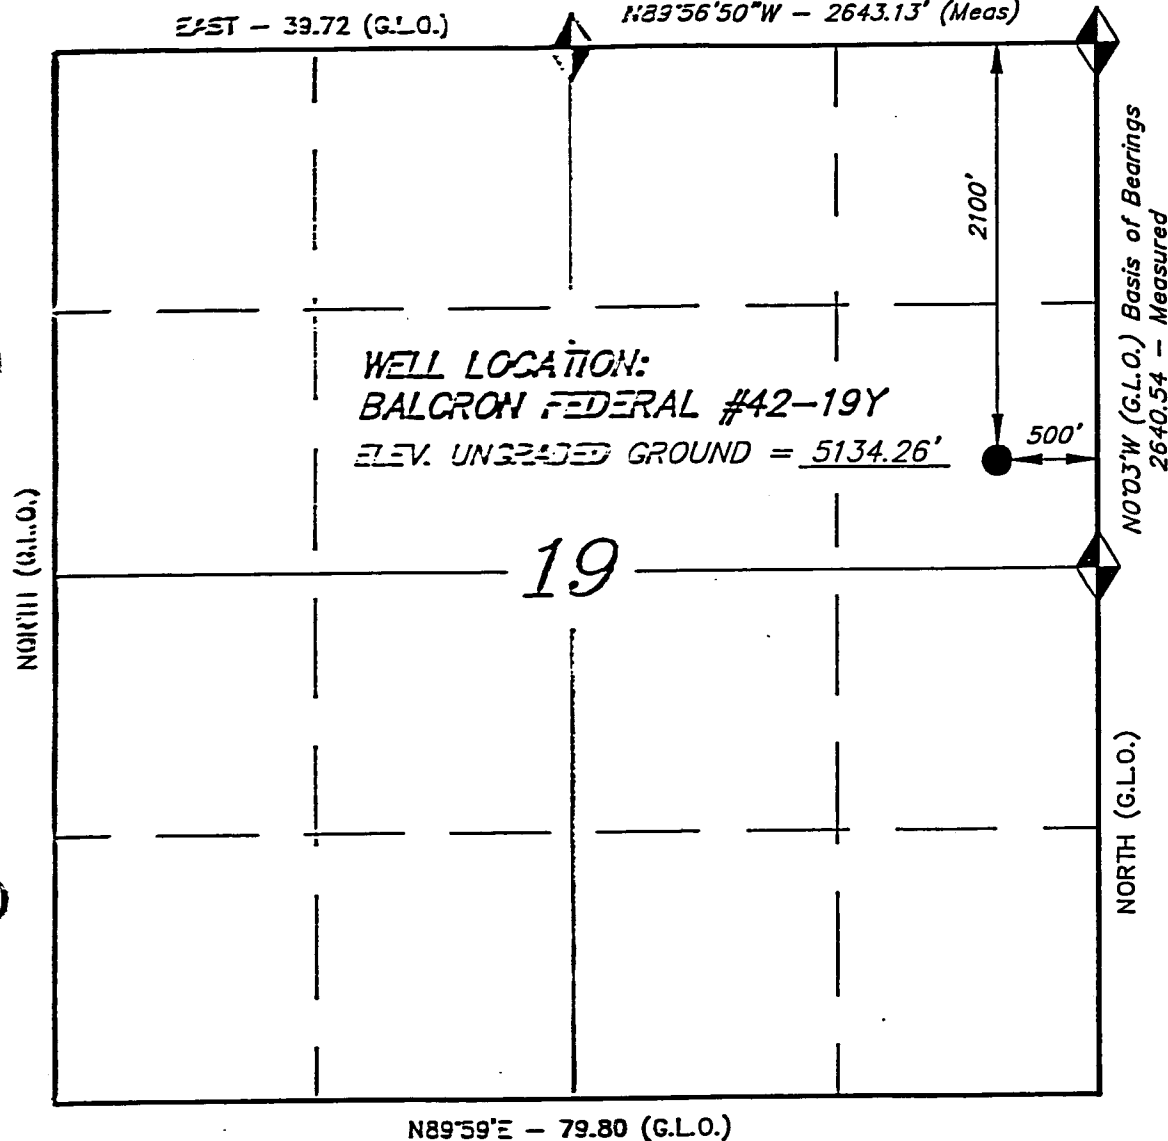 EAST - 39.72 (G.L.O.)
N89°56'50"W - 2643.13' (Meas)
2100'
N0°03'W (G.L.O.) Basis of Bearings
2640.54 - Measured
WELL LOCATION:
BALCRON FEDERAL #42-19Y
ELEV. UNGRADED GROUND = 5134.26'
500'
NORTH (G.L.O.)
19
NORTH (G.L.O.)
N89°59'E - 79.80 (G.L.O.)